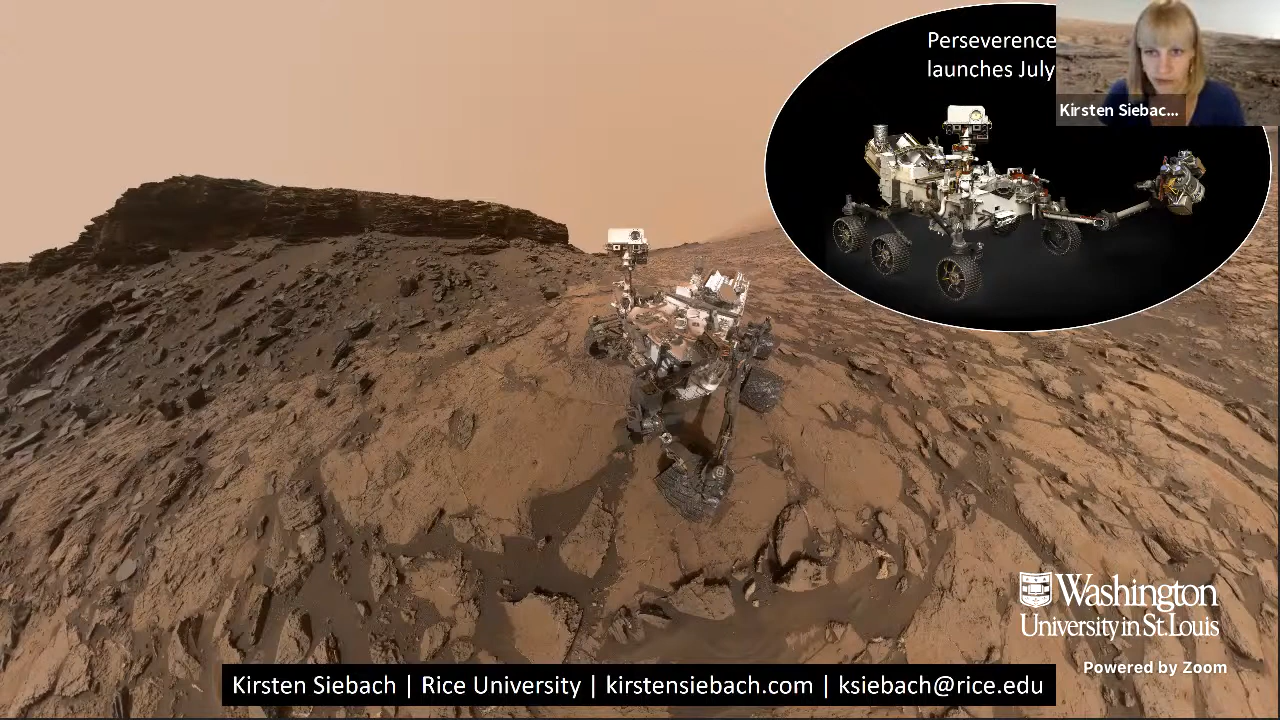 Perseverence
launches July
Kirsten Siebac...
Washington
University in St. Louis
Powered by Zoom
Kirsten Siebach | Rice University | kirstensiebach.com | ksiebach@rice.edu